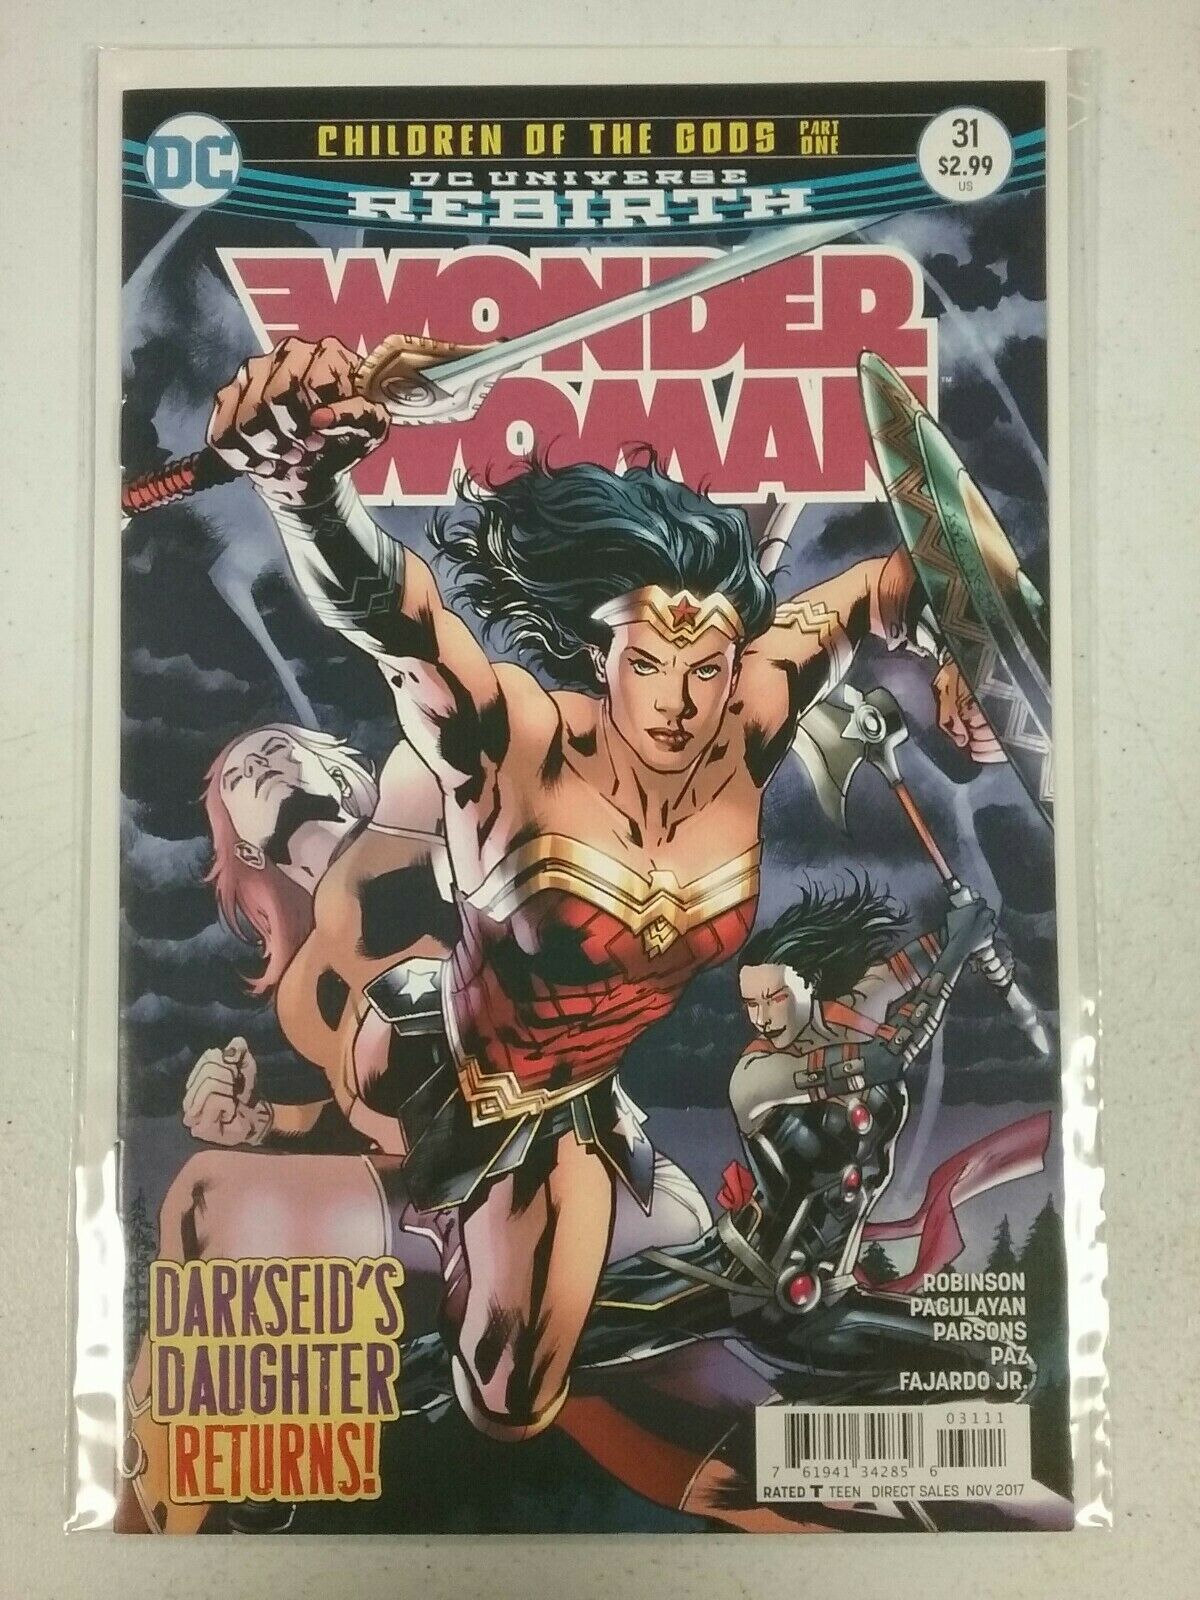 DC
CHILDREN OF THE GODS PART ONE
31
$2.99
US
DC UNIVERSE
REBIRTH
WONDER
WOMAN
TM
DARKSEID'S
DAUGHTER
RETURNS!
ROBINSON
PAGULAYAN
PARSONS
PAZ
FAJARDO JR.
03111
7 61941 34285 6
RATED T TEEN DIRECT SALES NOV 2017